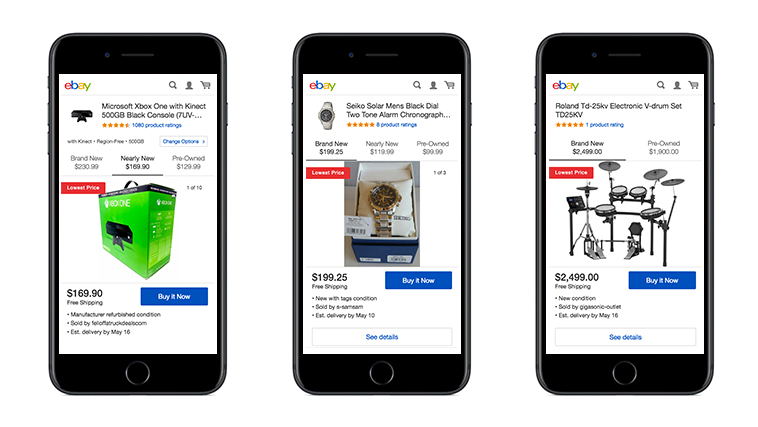 ebay
Microsoft Xbox One with Kinect
500GB Black Console (7UV-...
1080 product ratings
with Kinect • Region-Free • 500GB
Change Options >
Brand New
$230.99
Nearly New
$169.90
Pre-Owned
$129.99
Lowest Price
1 of 10
XBOX ONE
$169.90
Free Shipping
Buy it Now
• Manufacturer refurbished condition
• Sold by felloffatruckdealscom
• Est. delivery by May 16
ebay
Seiko Solar Mens Black Dial
Two Tone Alarm Chronograph...
8 product ratings
Brand New
$199.25
Nearly New
$119.99
Pre-Owned
$99.99
Lowest Price
1 of 3
SEIKO
$199.25
Free Shipping
Buy it Now
• New with tags condition
• Sold by s-samsam
• Est. delivery by May 10
See details
ebay
Roland Td-25kv Electronic V-drum Set
TD25KV
1 product rating
Brand New
$2,499.00
Pre-Owned
$1,900.00
Lowest Price
$2,499.00
Free Shipping
Buy it Now
• New condition
• Sold by gigasonic-outlet
• Est. delivery by May 16
See details